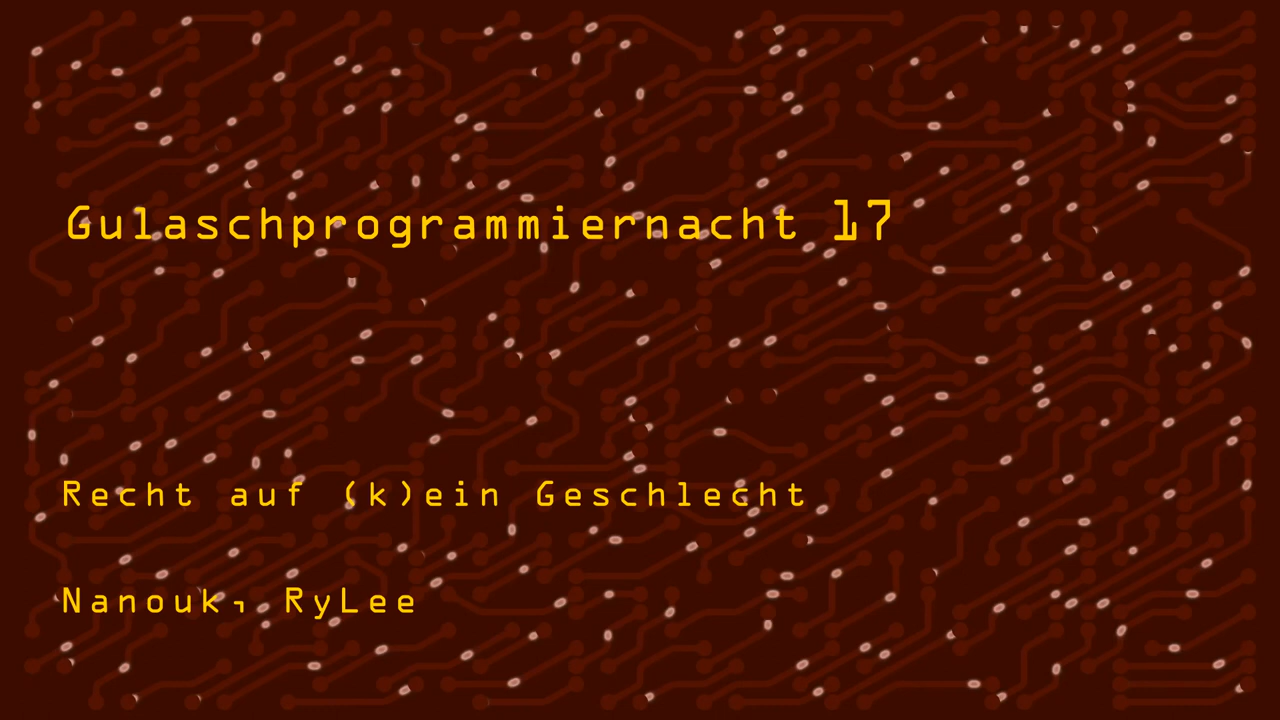 Gulaschprogrammiernacht 17
Recht auf (k)ein Geschlecht
Nanouk, RyLee